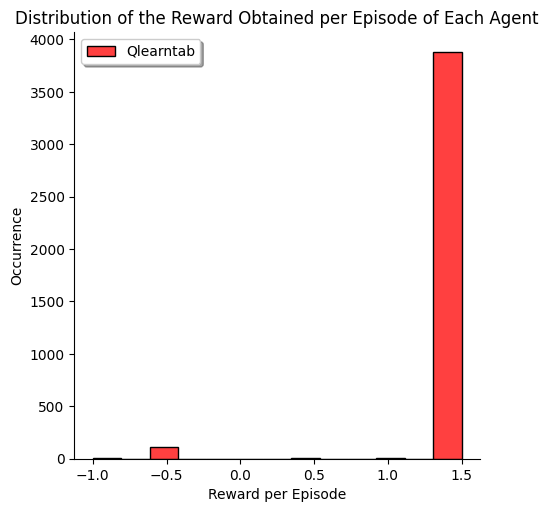 Distribution of the Reward Obtained per Episode of Each Agent
Qlearntab
4000
3500
3000
2500
2000
1500
1000
500
0
Occurrence
−1.0 −0.5 0.0 0.5 1.0 1.5
Reward per Episode